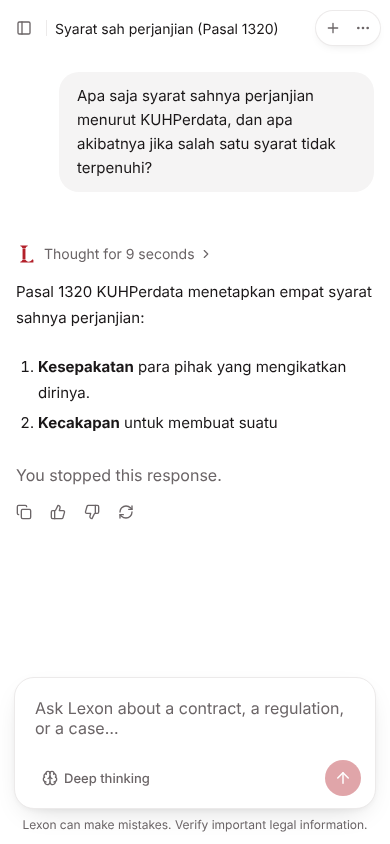 Syarat sah perjanjian (Pasal 1320)
Apa saja syarat sahnya perjanjian
menurut KUHPerdata, dan apa
akibatnya jika salah satu syarat tidak
terpenuhi?
L Thought for 9 seconds
Pasal 1320 KUHPerdata menetapkan empat syarat
sahnya perjanjian:
1. Kesepakatan para pihak yang mengikatkan
dirinya.
2. Kecakapan untuk membuat suatu
You stopped this response.
Ask Lexon about a contract, a regulation,
or a case...
Deep thinking
Lexon can make mistakes. Verify important legal information.